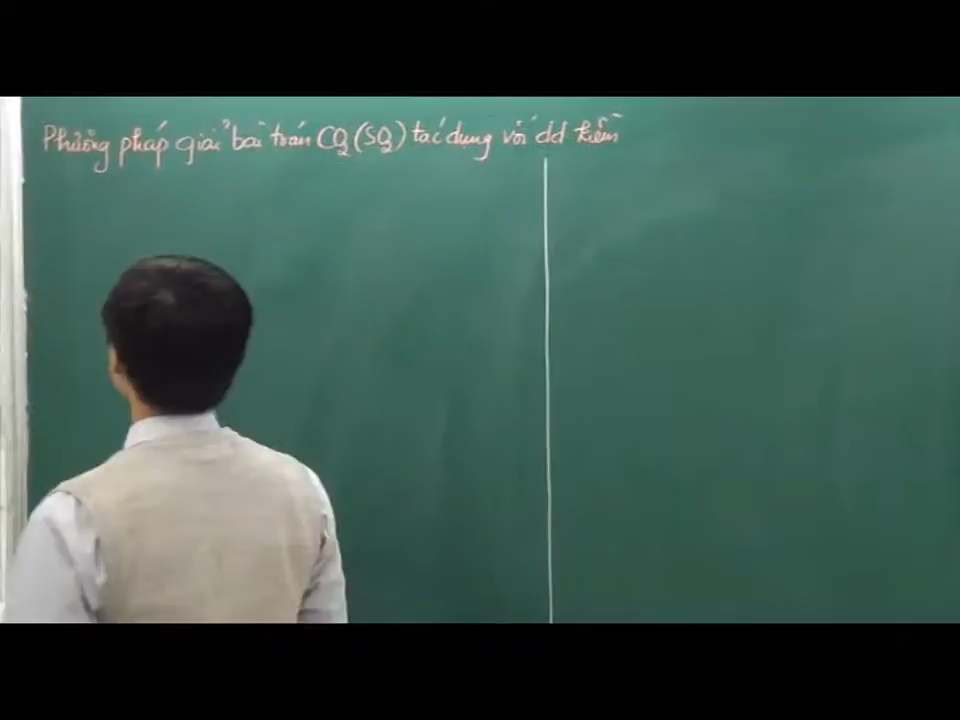 Phương pháp giải bài toán CO₂(SO₂) tác dụng với dd kiềm